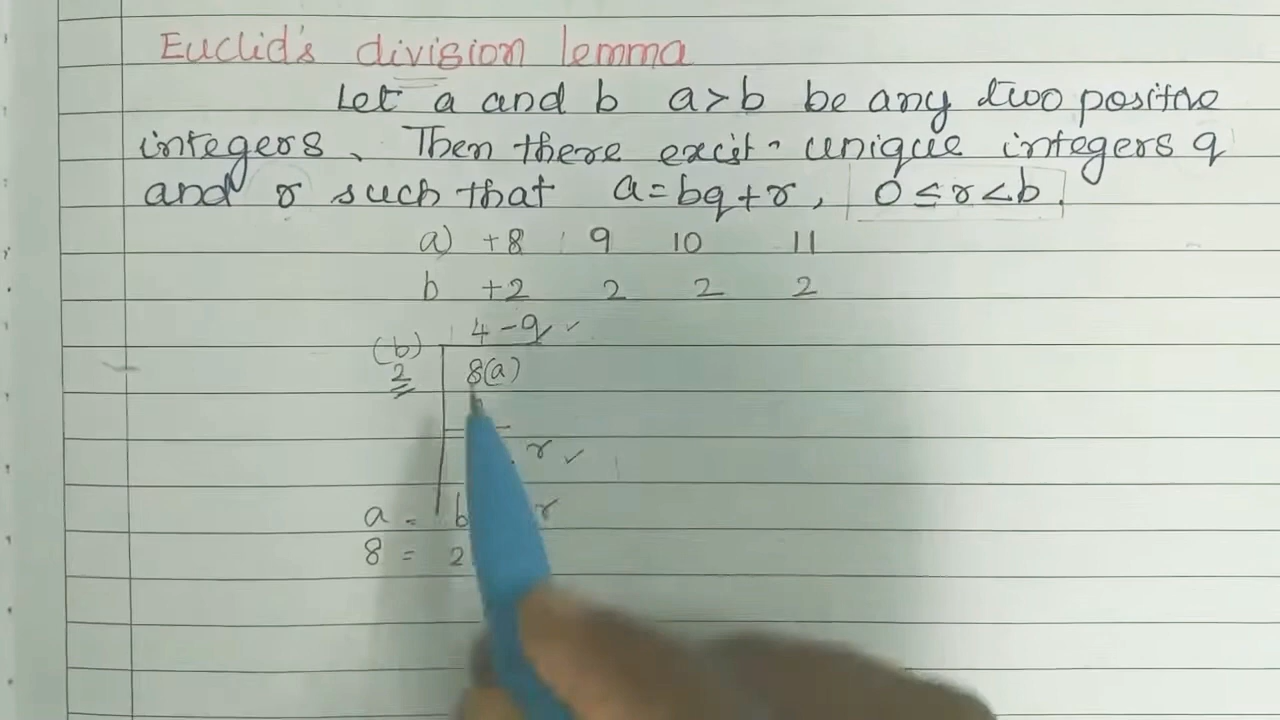 Euclid's division lemma
Let a and b a>b be any two positive
integers. Then there exist unique integers q
and r such that a=bq+r, 0≤r<b.
a) +8 9 10 11
b +2 2 2 2
4-q ✓
(b)
2 8(a)
r ✓
a = b r
8 = 2